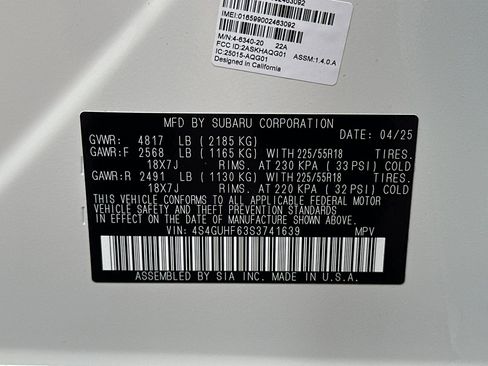 IMEI:016599002463092
M/N:4-6340-20 22A
FCC ID:2ASKHAQG01 ASSM:1.4.0.A
IC:25015-AQG01
Designed in California
MFD BY SUBARU CORPORATION
GVWR: 4817 LB ( 2185 KG) DATE: 04/25
GAWR:F 2568 LB ( 1165 KG) WITH 225/55R18 TIRES.
18X7J RIMS. AT 230 KPA ( 33 PSI) COLD
GAWR:R 2491 LB ( 1130 KG) WITH 225/55R18 TIRES.
18X7J RIMS. AT 220 KPA ( 32 PSI) COLD
THIS VEHICLE CONFORMS TO ALL APPLICABLE FEDERAL MOTOR
VEHICLE SAFETY, BUMPER, AND THEFT PREVENTION STANDARDS
IN EFFECT ON THE DATE OF MANUFACTURE SHOWN ABOVE.
VIN: 4S4GUHF63S3741639 MPV
ASSEMBLED BY SIA INC. MADE IN U.S.A.